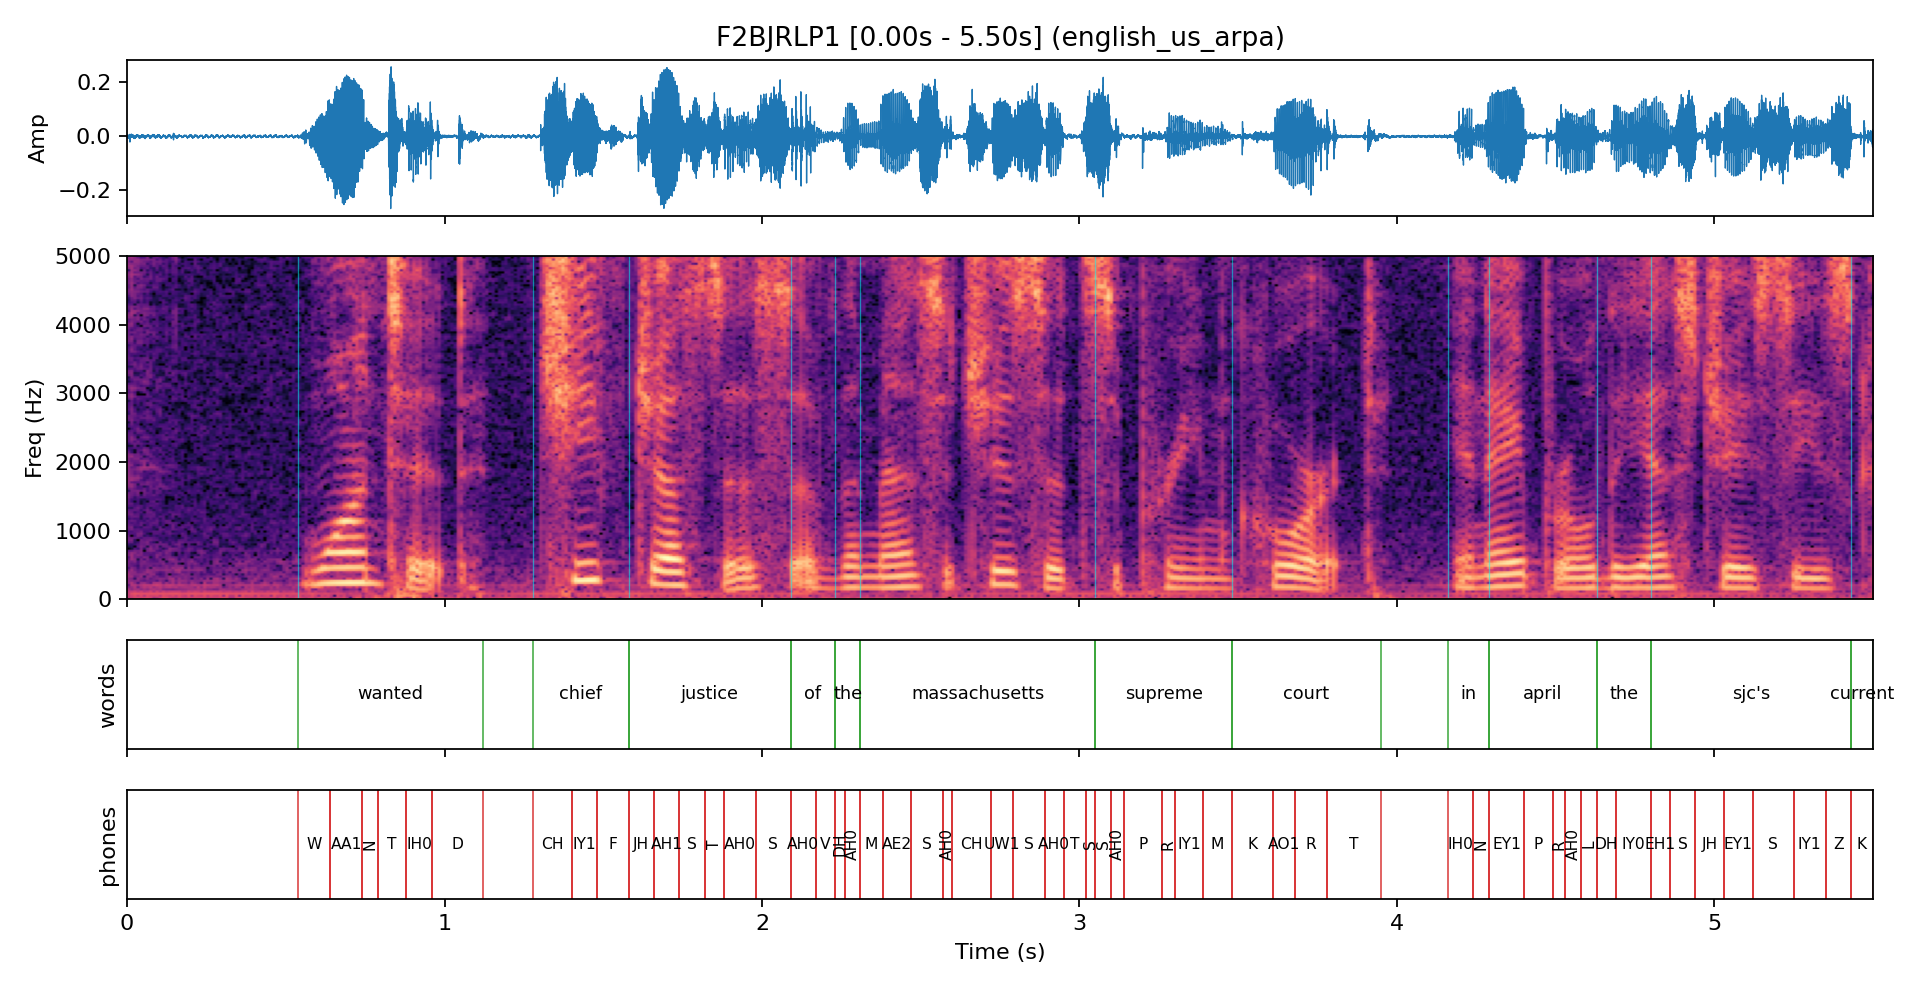 F2BJRLP1 [0.00s - 5.50s] (english_us_arpa)
Amp
0.2
0.0
−0.2
Freq (Hz)
5000
4000
3000
2000
1000
0
words
wanted chief justice of the massachusetts supreme court in april the sjc's current
phones
W AA1 N T IH0 D CH IY1 F JH AH1 S T AH0 S AH0 V DH AH0 M AE2 S AH0 CH UW1 S AH0 T S S AH0 P R IY1 M K AO1 R T IH0 N EY1 P R AH0 L DH IY0 EH1 S JH EY1 S IY1 Z K
0 1 2 3 4 5
Time (s)